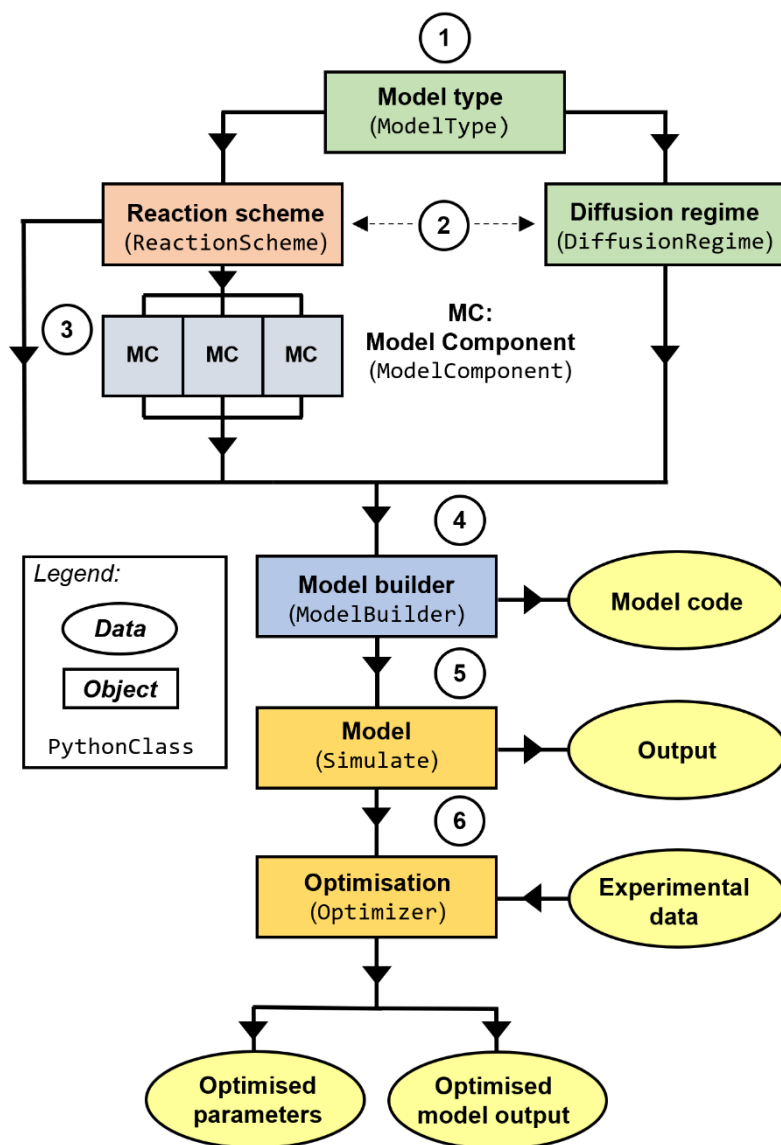 1
Model type
(ModelType)
Reaction scheme
(ReactionScheme)
2
Diffusion regime
(DiffusionRegime)
3
MC
MC
MC
MC:
Model Component
(ModelComponent)
4
Legend:
Data
Object
PythonClass
Model builder
(ModelBuilder)
Model code
5
Model
(Simulate)
Output
6
Optimisation
(Optimizer)
Experimental
data
Optimised
parameters
Optimised
model output